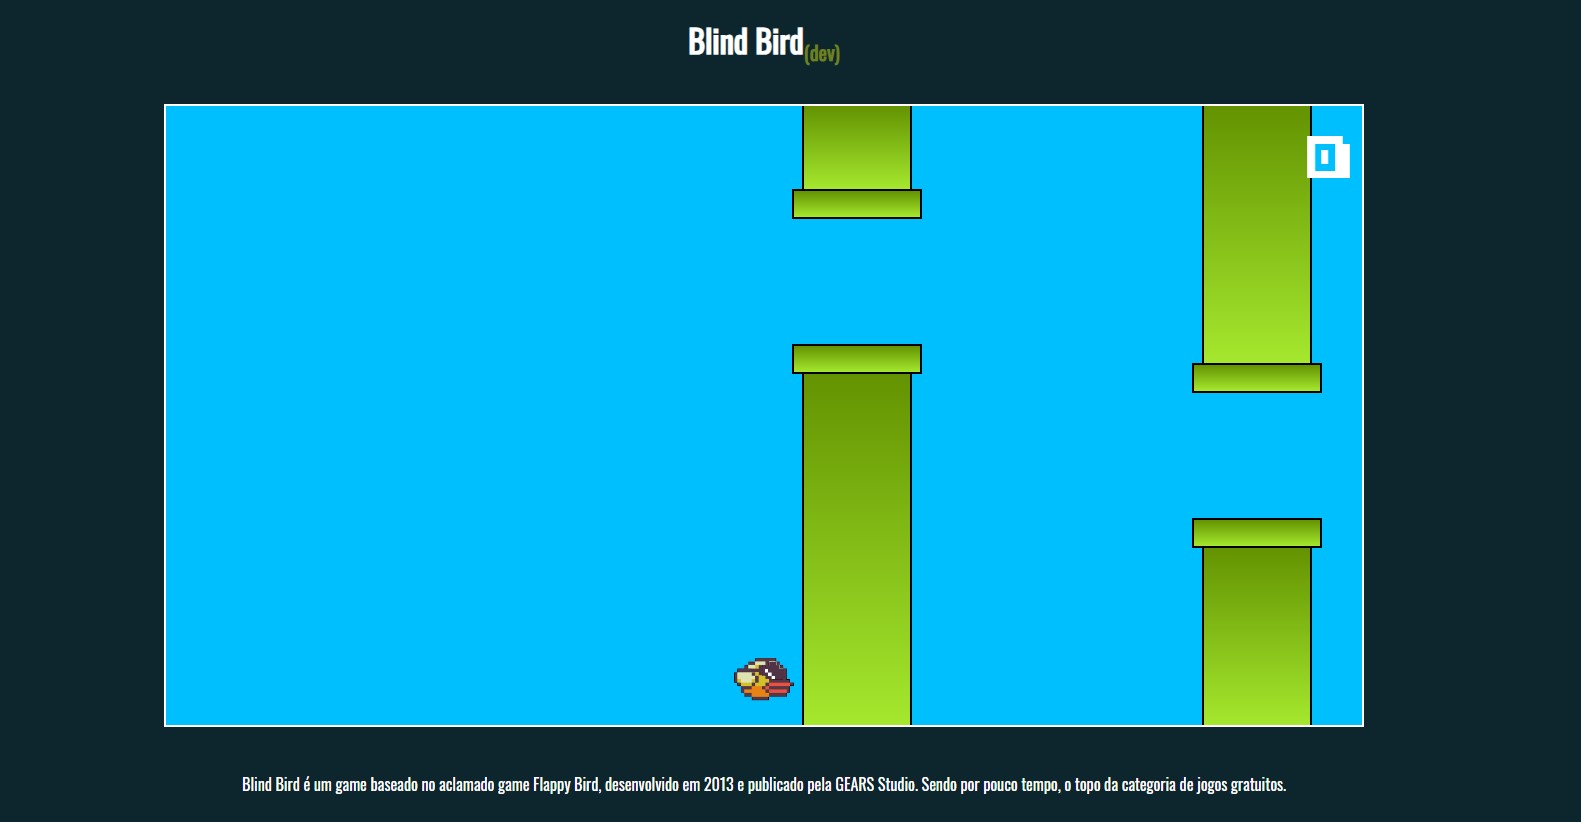 Blind Bird(dev)
0
Blind Bird é um game baseado no aclamado game Flappy Bird, desenvolvido em 2013 e publicado pela GEARS Studio. Sendo por pouco tempo, o topo da categoria de jogos gratuitos.